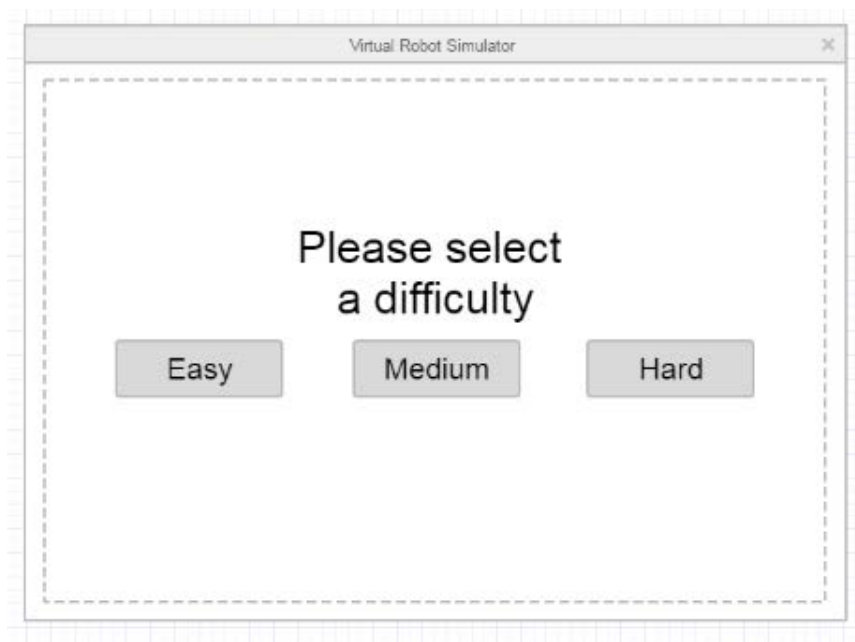 Virtual Robot Simulator
Please select
a difficulty
Easy Medium Hard